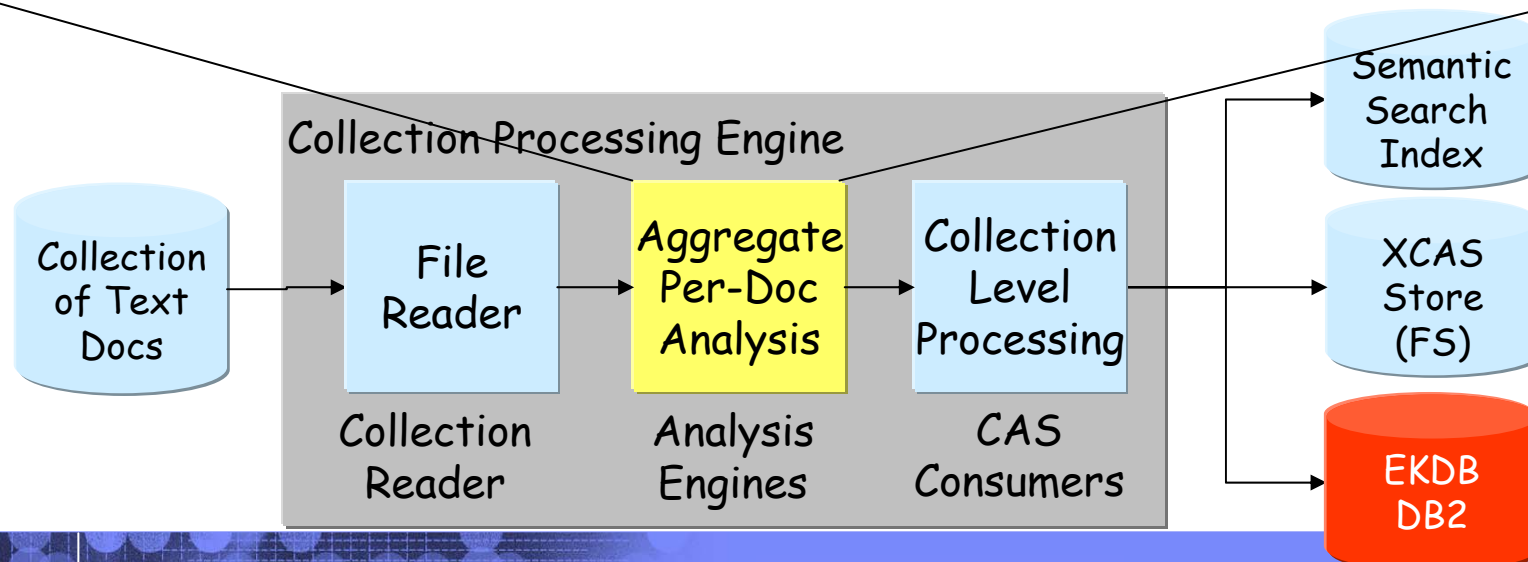 Collection Processing Engine
Collection
of Text
Docs
File
Reader
Aggregate
Per-Doc
Analysis
Collection
Level
Processing
Collection
Reader
Analysis
Engines
CAS
Consumers
Semantic
Search
Index
XCAS
Store
(FS)
EKDB
DB2